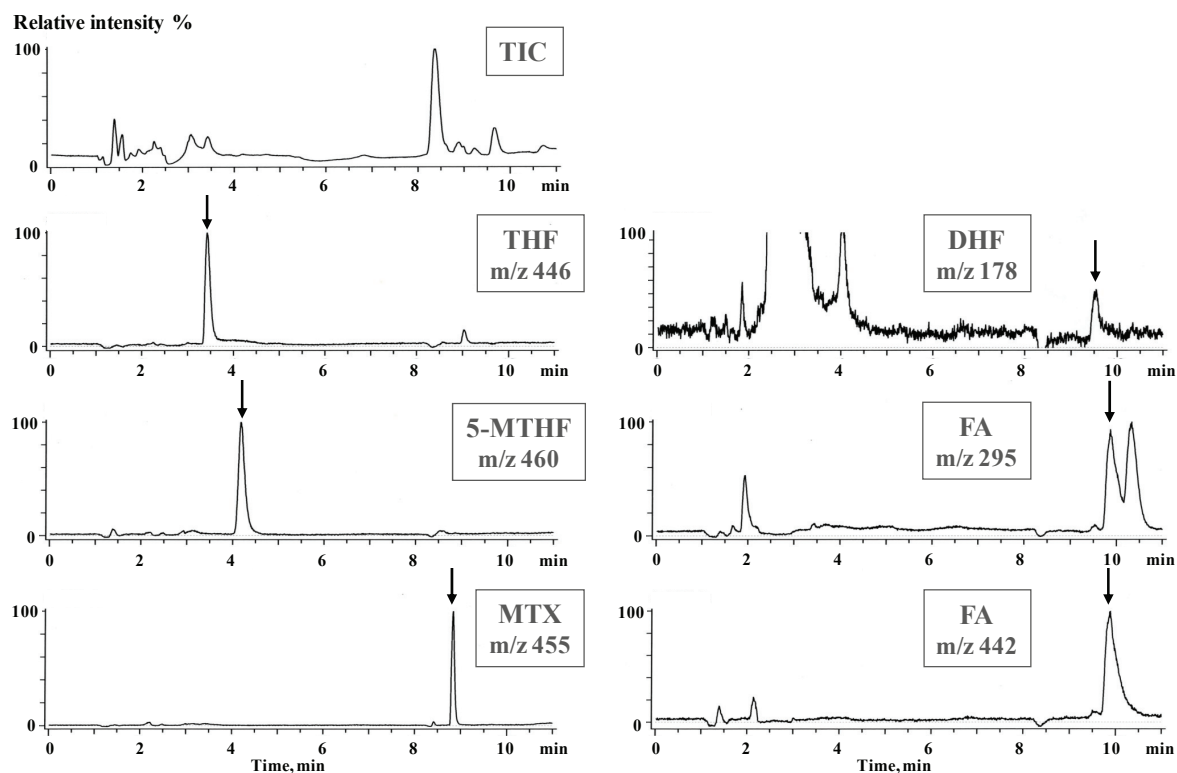 Relative intensity %
100
TIC
0
0 2 4 6 8 10 min
100
THF
m/z 446
0
0 2 4 6 8 10 min
100
5-MTHF
m/z 460
0
0 2 4 6 8 10 min
100
MTX
m/z 455
0
0 2 4 6 8 10 min
Time, min
100
DHF
m/z 178
0
0 2 4 6 8 10 min
100
FA
m/z 295
0
0 2 4 6 8 10 min
100
FA
m/z 442
0
0 2 4 6 8 10 min
Time, min